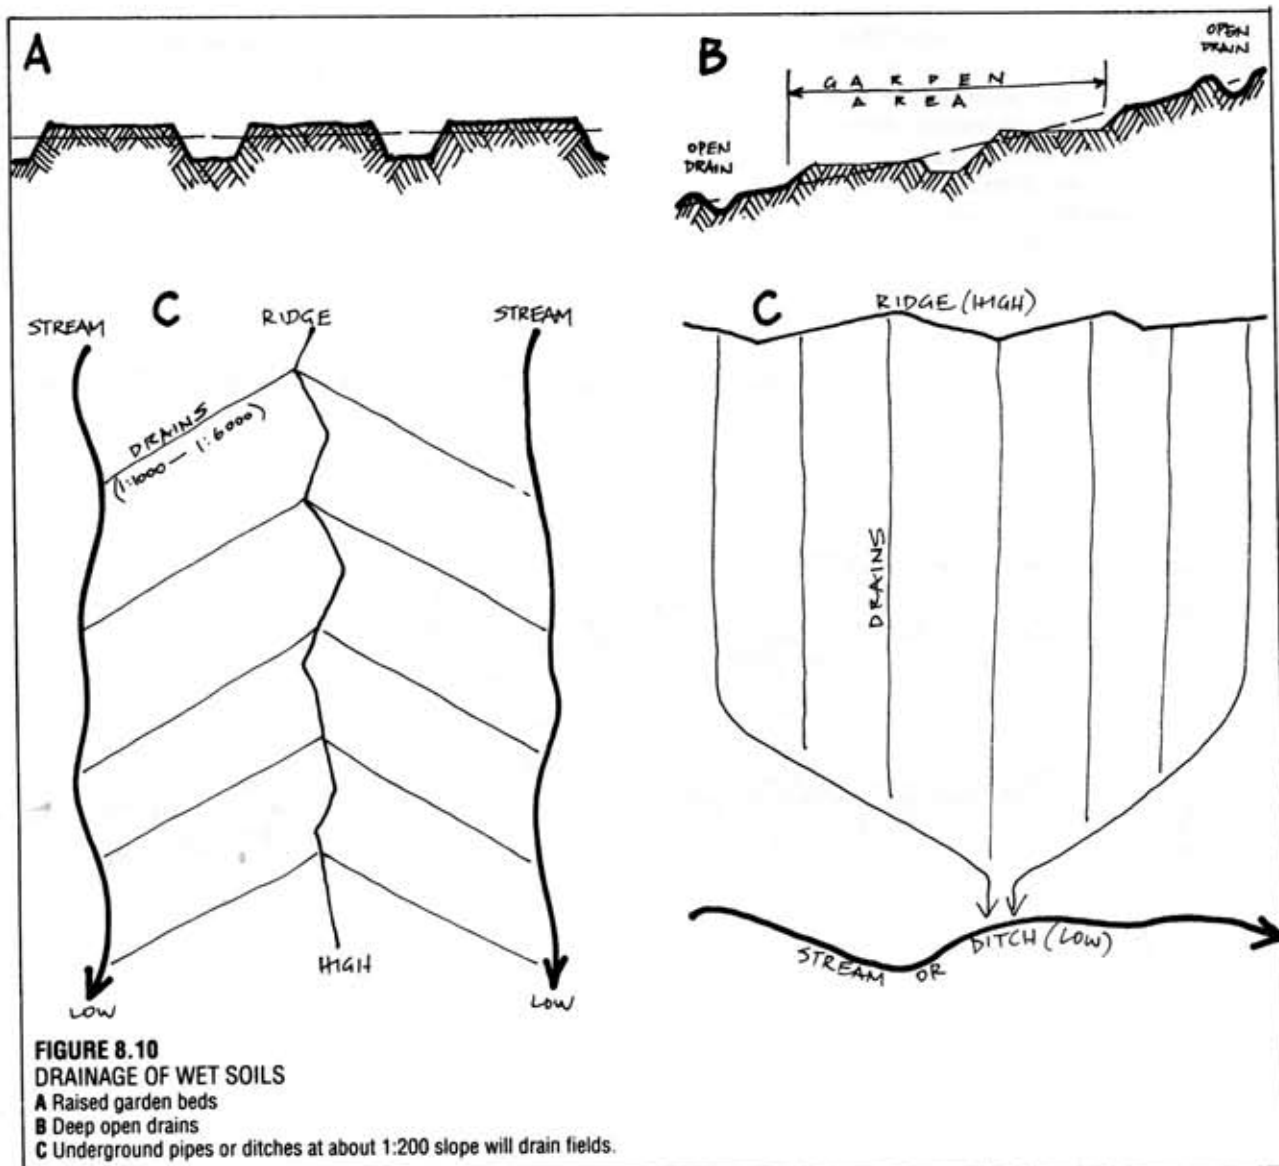 A
B
OPEN
DRAIN
GARDEN
AREA
OPEN
DRAIN
C
STREAM
RIDGE
STREAM
DRAINS
(1:1000 — 1:6000)
HIGH
LOW
LOW
C
RIDGE (HIGH)
DRAINS
STREAM OR DITCH (LOW)
FIGURE 8.10
DRAINAGE OF WET SOILS
A Raised garden beds
B Deep open drains
C Underground pipes or ditches at about 1:200 slope will drain fields.